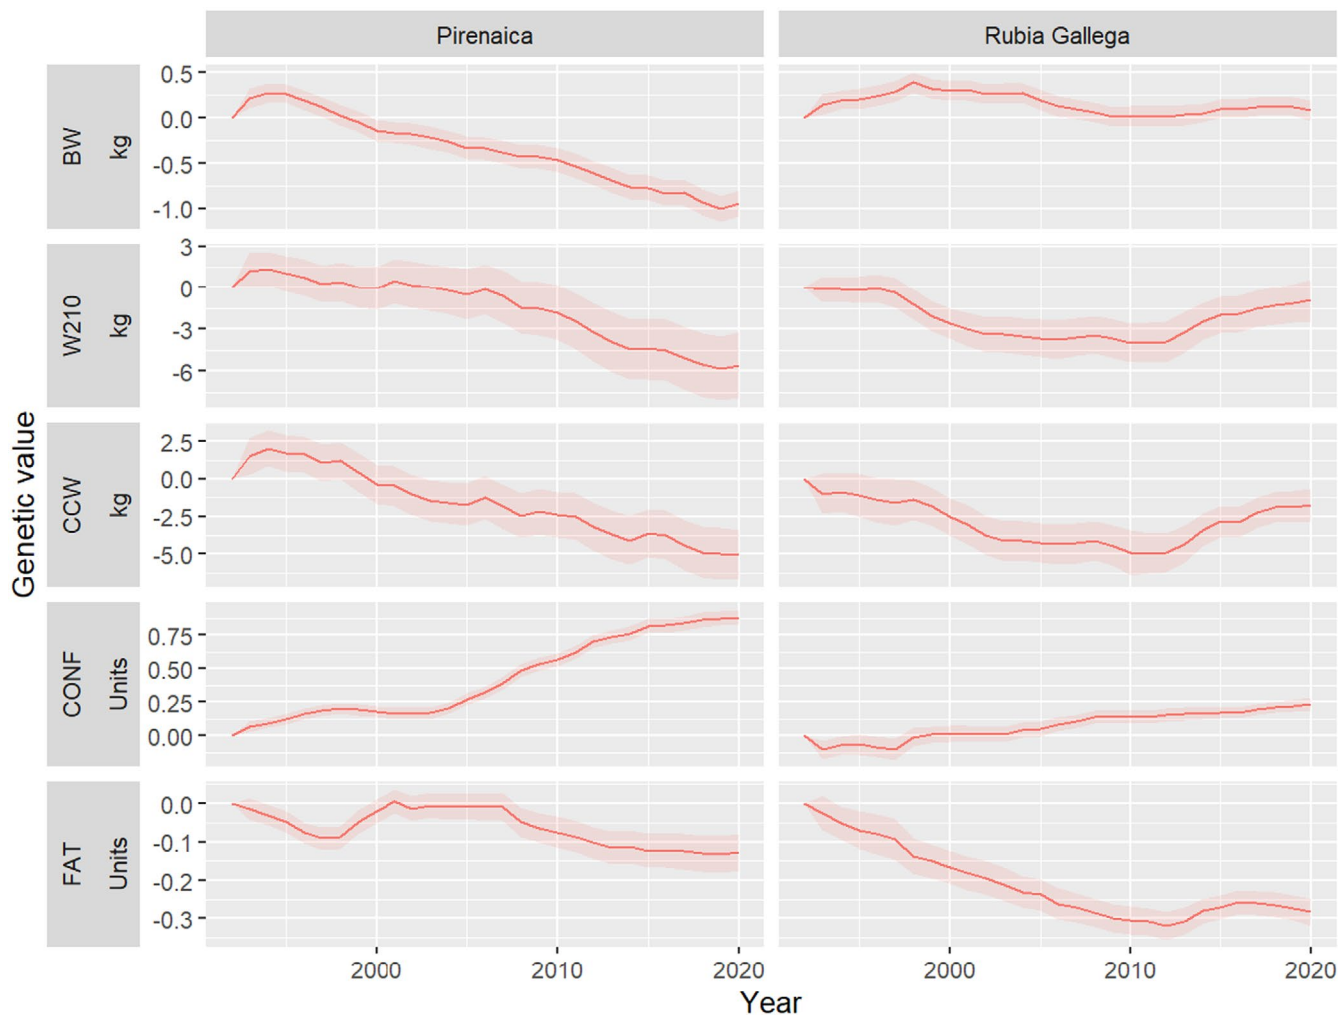 Pirenaica
Rubia Gallega
Genetic value
BW
kg
0.5
0.0
-0.5
-1.0
W210
kg
3
0
-3
-6
CCW
kg
2.5
0.0
-2.5
-5.0
CONF
Units
0.75
0.50
0.25
0.00
FAT
Units
0.0
-0.1
-0.2
-0.3
2000
2010
2020
2000
2010
2020
Year